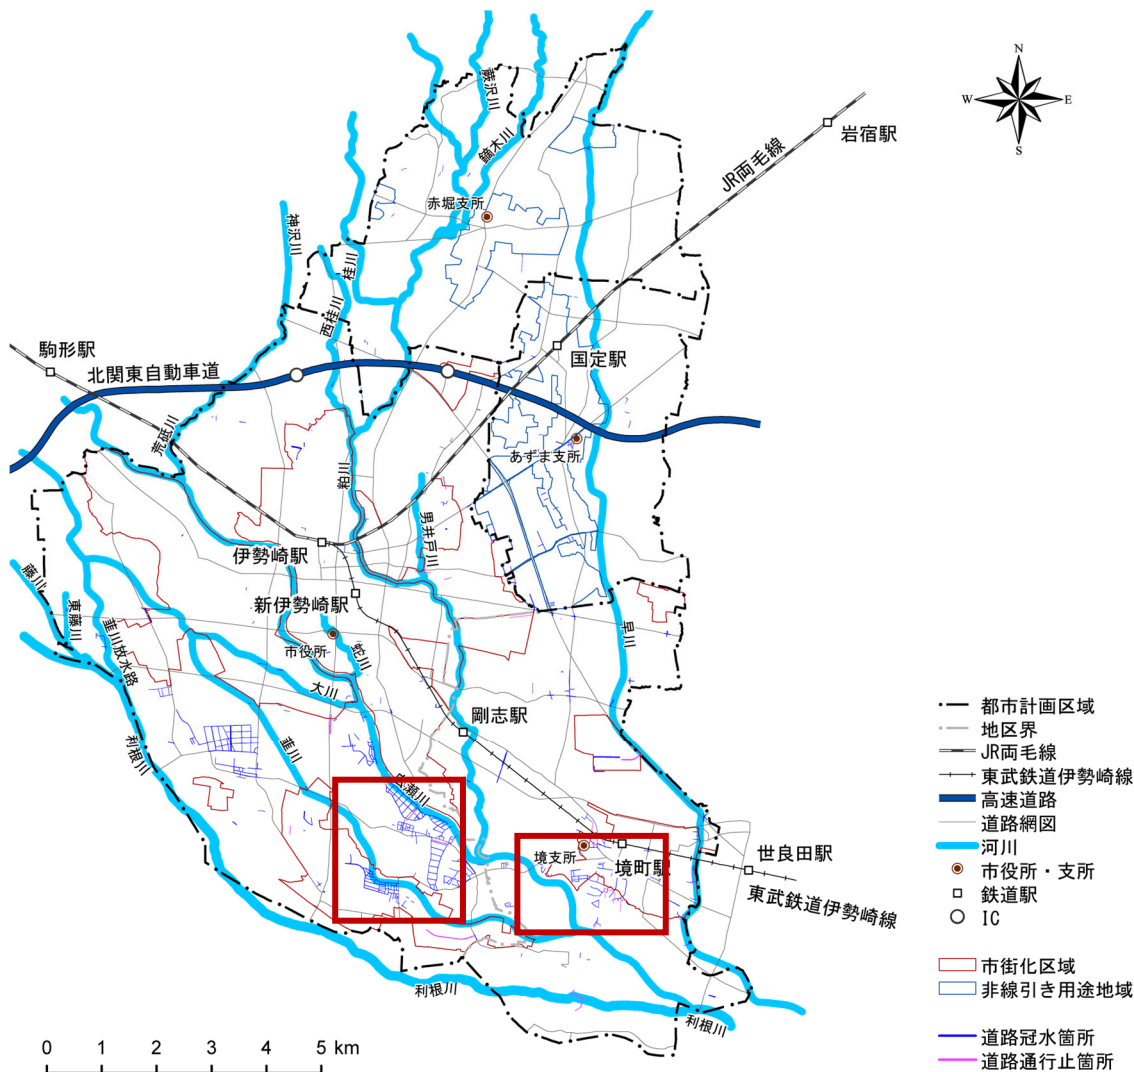 N
W
E
S
蕨沢川
鏑木川
岩宿駅
JR両毛線
赤堀支所
神沢川
桂川
西桂川
駒形駅
北関東自動車道
国定駅
荒砥川
あずま支所
粕川
男井戸川
伊勢崎駅
藤川
東藤川
韮川放水路
新伊勢崎駅
市役所
蛇川
早川
大川
剛志駅
利根川
韮川
広瀬川
境支所
境町駅
世良田駅
東武鉄道伊勢崎線
利根川
利根川
都市計画区域
地区界
JR両毛線
東武鉄道伊勢崎線
高速道路
道路網図
河川
市役所・支所
鉄道駅
IC
市街化区域
非線引き用途地域
道路冠水箇所
道路通行止箇所
0 1 2 3 4 5 km